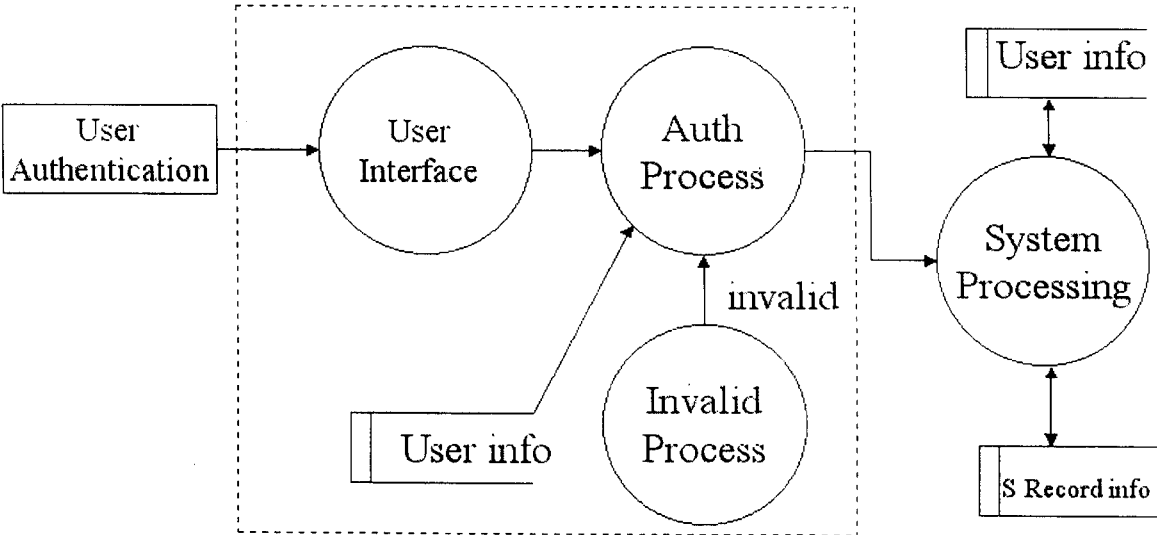 User
Authentication
User
Interface
Auth
Process
User info
System
Processing
invalid
Invalid
Process
User info
S Record info